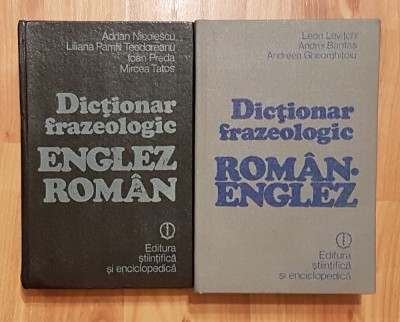 Adrian Nicolescu
Liliana Pamfil Teodoreanu
Ioan Preda
Mircea Tatos
Dicționar
frazeologic
ENGLEZ
ROMÂN
Editura
științifică
și enciclopedică
Leon Levițchi
Andrei Bantaș
Andreea Gheorghițoiu
Dicționar
frazeologic
ROMÂN-
ENGLEZ
Editura
științifică
și enciclopedică